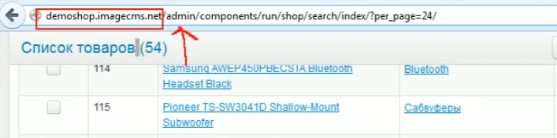 demoshop.imagecms.net/admin/components/run/shop/search/index/?per_page=24/
Список товаров (54)
114 Samsung AWEP450PBECSTA Bluetooth Headset Black Bluetooth
115 Pioneer TS-SW3041D Shallow-Mount Subwoofer Сабвуферы